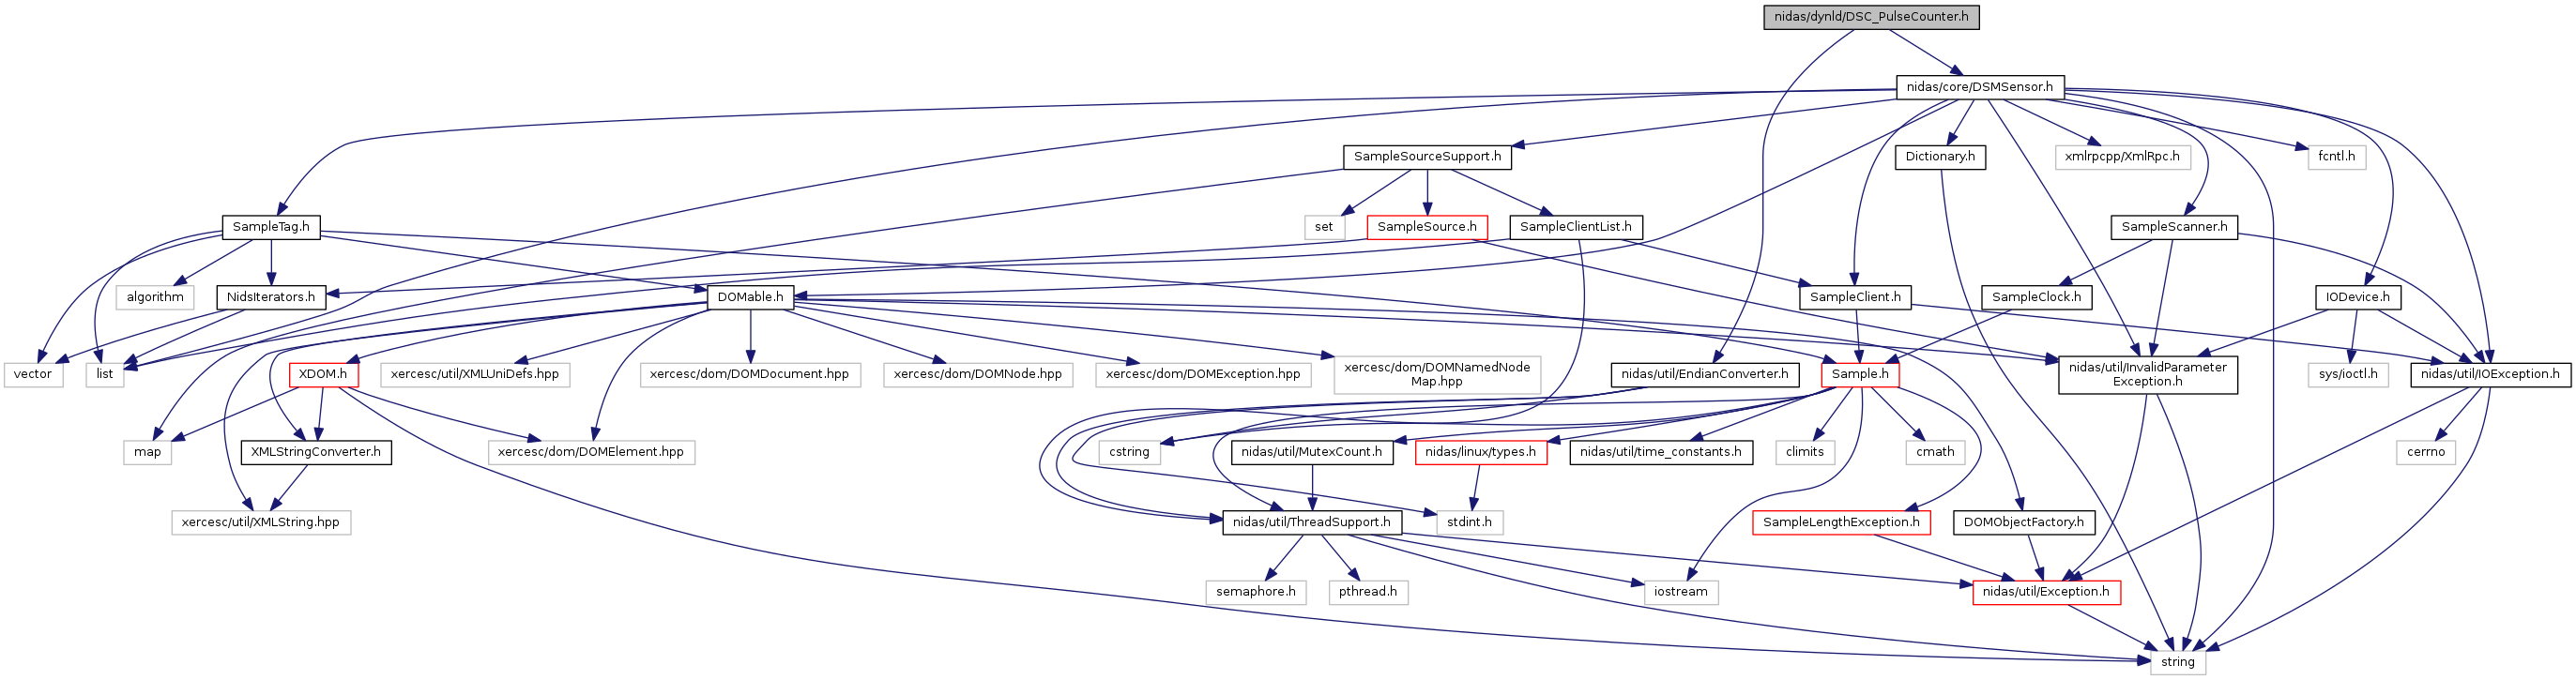 nidas/dynld/DSC_PulseCounter.h
nidas/core/DSMSensor.h
SampleSourceSupport.h
Dictionary.h
xmlrpcpp/XmlRpc.h
fcntl.h
SampleTag.h
set
SampleSource.h
SampleClientList.h
SampleScanner.h
algorithm
NidsIterators.h
DOMable.h
SampleClient.h
SampleClock.h
IODevice.h
vector
list
XDOM.h
xercesc/util/XMLUniDefs.hpp
xercesc/dom/DOMDocument.hpp
xercesc/dom/DOMNode.hpp
xercesc/dom/DOMException.hpp
xercesc/dom/DOMNamedNode
Map.hpp
nidas/util/EndianConverter.h
Sample.h
nidas/util/InvalidParameter
Exception.h
sys/ioctl.h
nidas/util/IOException.h
map
XMLStringConverter.h
xercesc/dom/DOMElement.hpp
cstring
nidas/util/MutexCount.h
nidas/linux/types.h
nidas/util/time_constants.h
climits
cmath
cerrno
xercesc/util/XMLString.hpp
nidas/util/ThreadSupport.h
stdint.h
SampleLengthException.h
DOMObjectFactory.h
semaphore.h
pthread.h
iostream
nidas/util/Exception.h
string